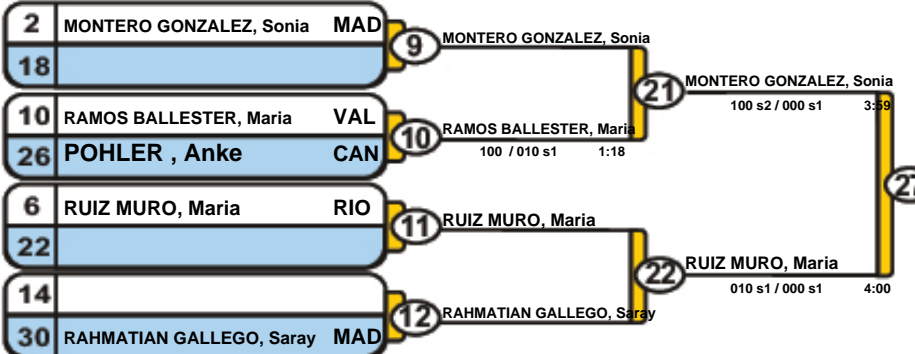 2 MONTERO GONZALEZ, Sonia MAD
18
9 MONTERO GONZALEZ, Sonia
21 MONTERO GONZALEZ, Sonia
100 s2 / 000 s1 3:59
10 RAMOS BALLESTER, Maria VAL
26 POHLER , Anke CAN
10 RAMOS BALLESTER, Maria
100 / 010 s1 1:18
27
6 RUIZ MURO, Maria RIO
22
11 RUIZ MURO, Maria
22 RUIZ MURO, Maria
010 s1 / 000 s1 4:00
14
30 RAHMATIAN GALLEGO, Saray MAD
12 RAHMATIAN GALLEGO, Saray